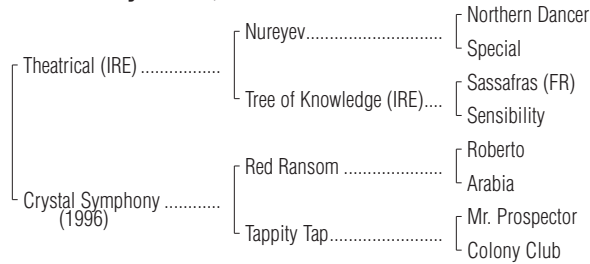 Northern Dancer
Nureyev
Special
Theatrical (IRE)
Sassafras (FR)
Tree of Knowledge (IRE)
Sensibility
Roberto
Red Ransom
Arabia
Crystal Symphony
(1996)
Mr. Prospector
Tappity Tap
Colony Club